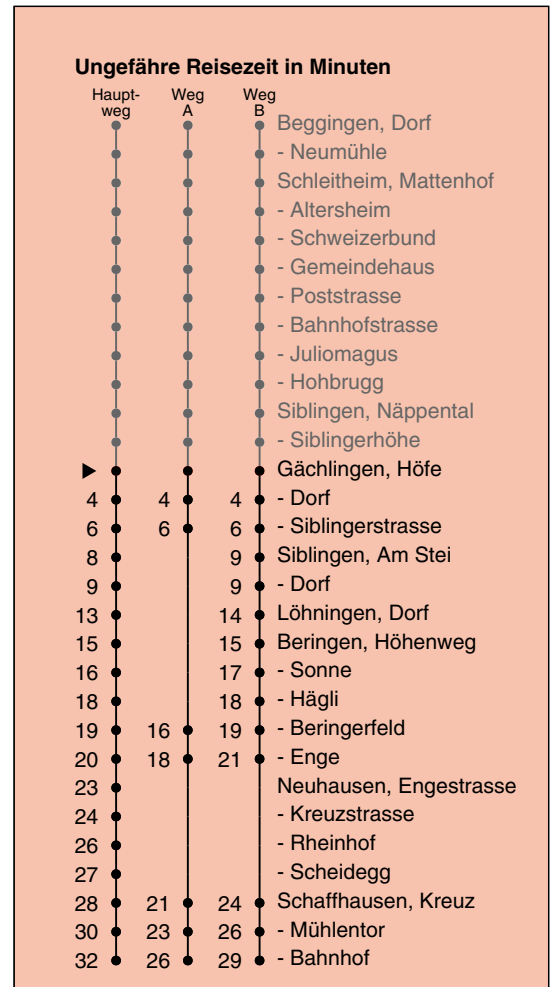 Ungefähre Reisezeit in Minuten
Haupt- Weg Weg
weg A B
Beggingen, Dorf
- Neumühle
Schleitheim, Mattenhof
- Altersheim
- Schweizerbund
- Gemeindehaus
- Poststrasse
- Bahnhofstrasse
- Juliomagus
- Hohbrugg
Siblingen, Näppental
- Siblingerhöhe
Gächlingen, Höfe
4 4 4 - Dorf
6 6 6 - Siblingerstrasse
8 9 Siblingen, Am Stei
9 9 - Dorf
13 14 Löhningen, Dorf
15 15 Beringen, Höhenweg
16 17 - Sonne
18 18 - Hägli
19 16 19 - Beringerfeld
20 18 21 - Enge
23 Neuhausen, Engestrasse
24 - Kreuzstrasse
26 - Rheinhof
27 - Scheidegg
28 21 24 Schaffhausen, Kreuz
30 23 26 - Mühlentor
32 26 29 - Bahnhof